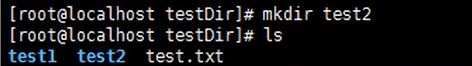 [root@localhost testDir]# mkdir test2
[root@localhost testDir]# ls
test1  test2  test.txt